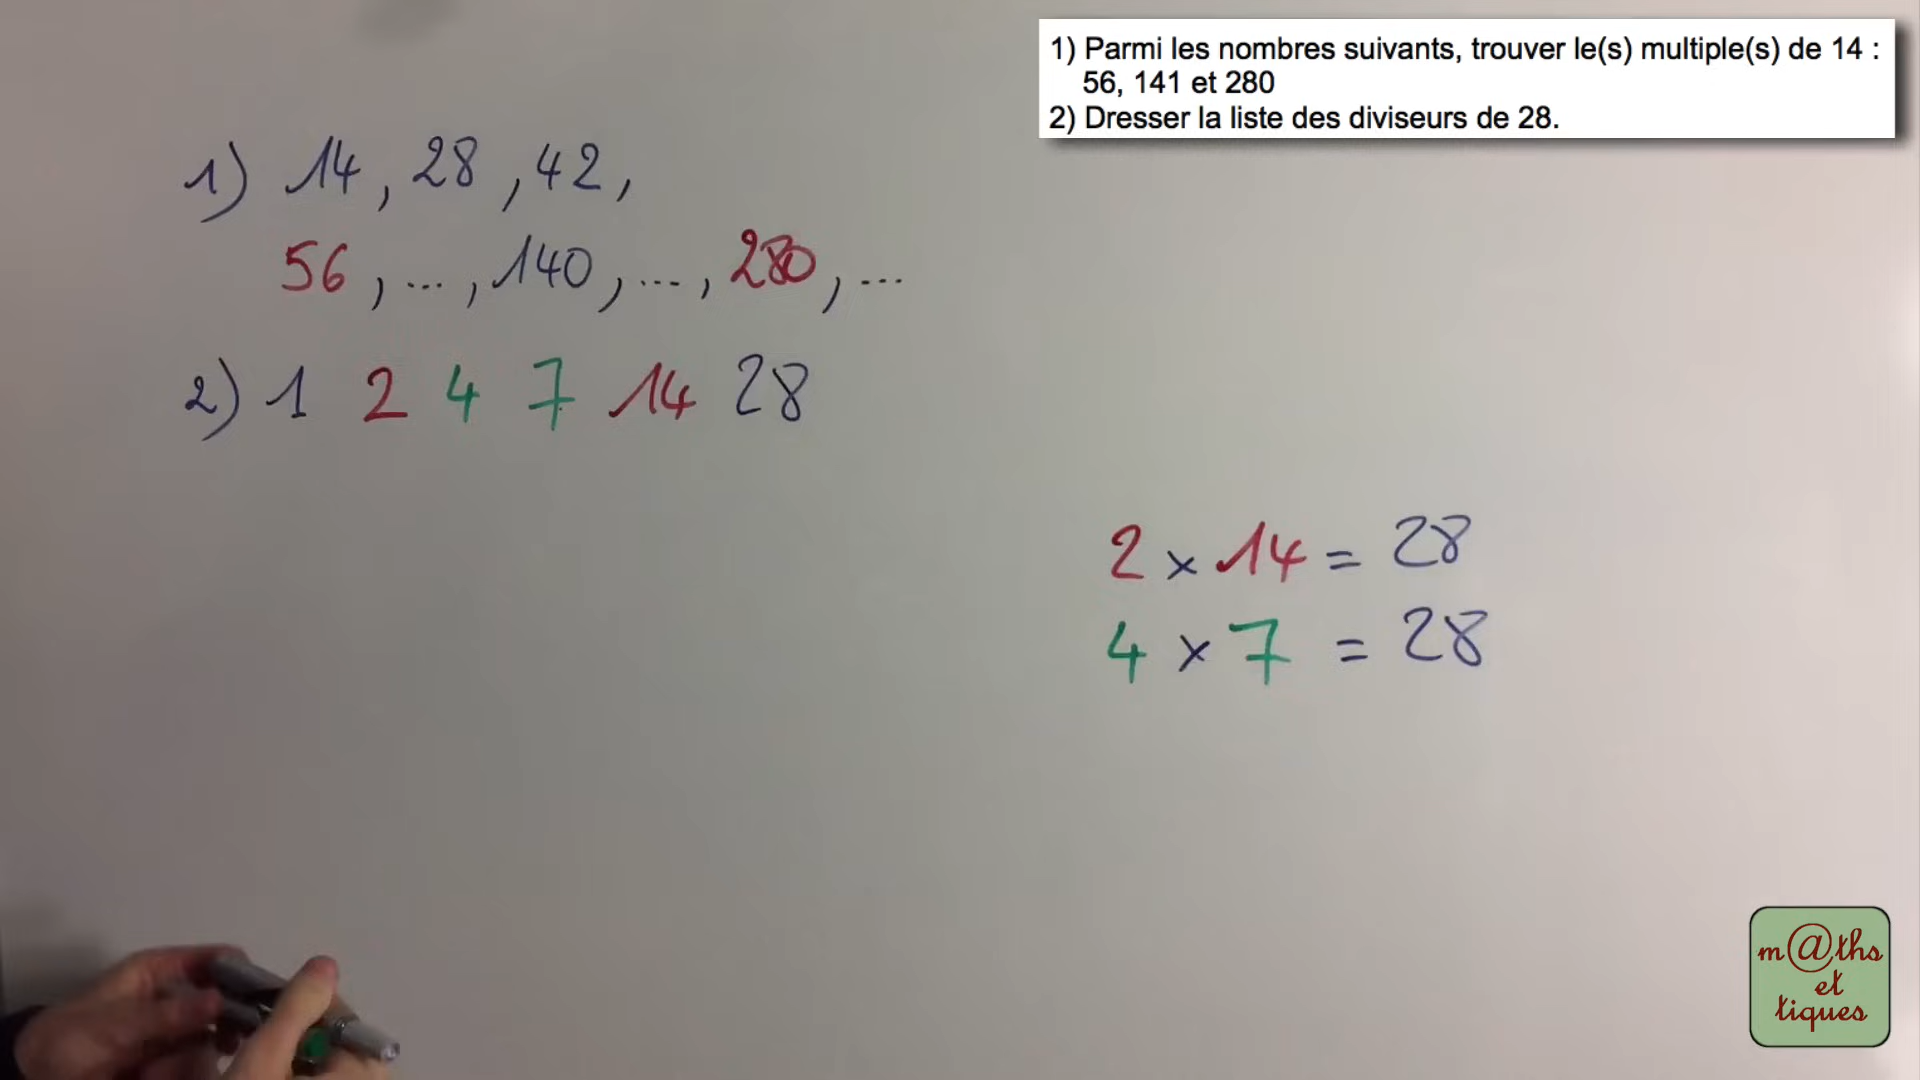 1) Parmi les nombres suivants, trouver le(s) multiple(s) de 14 :
56, 141 et 280
2) Dresser la liste des diviseurs de 28.
1) 14, 28, 42,
56, ..., 140, ..., 280, ...
2) 1 2 4 7 14 28
2 × 14 = 28
4 × 7 = 28
m@ths
et
tiques